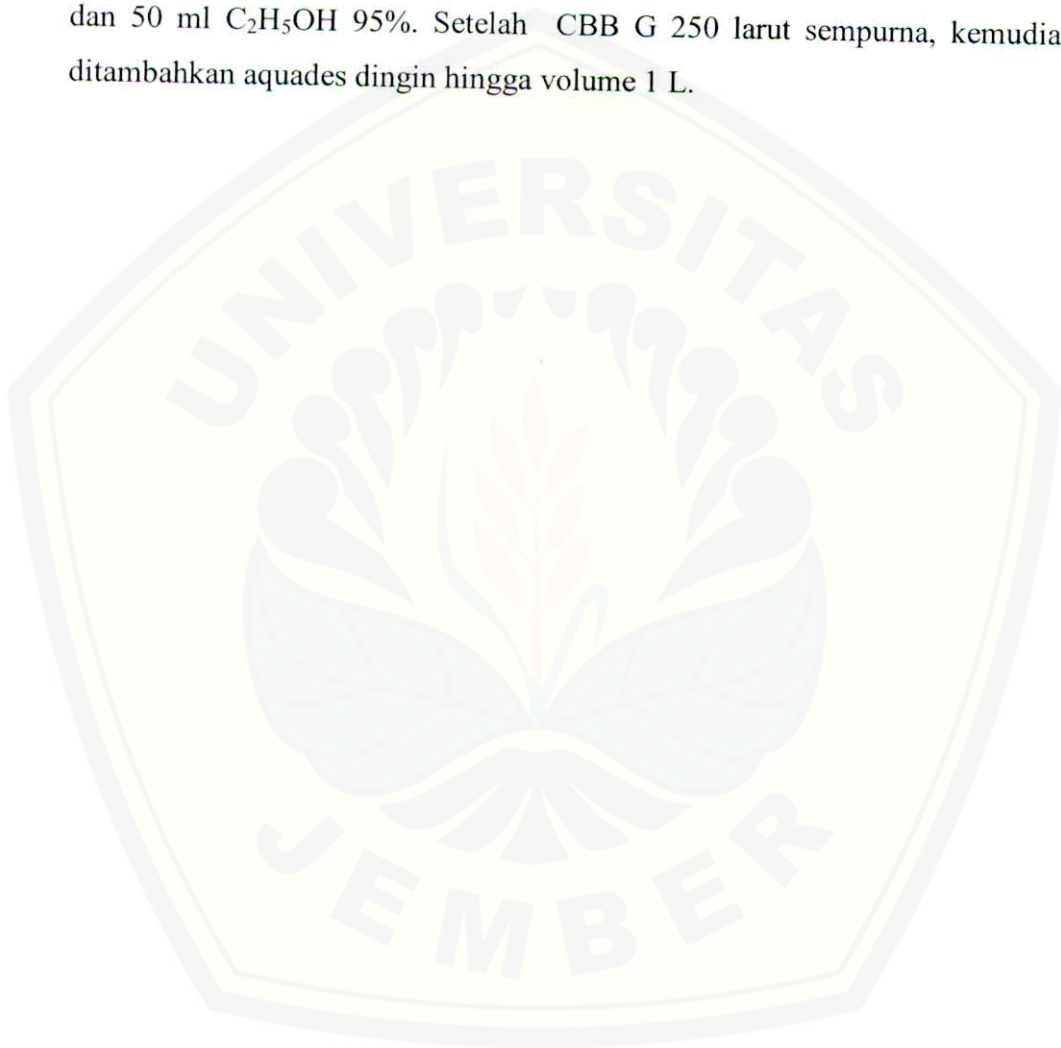 dan 50 ml C₂H₅OH 95%. Setelah CBB G 250 larut sempurna, kemudia
ditambahkan aquades dingin hingga volume 1 L.
UNIVERSITAS
JEMBER